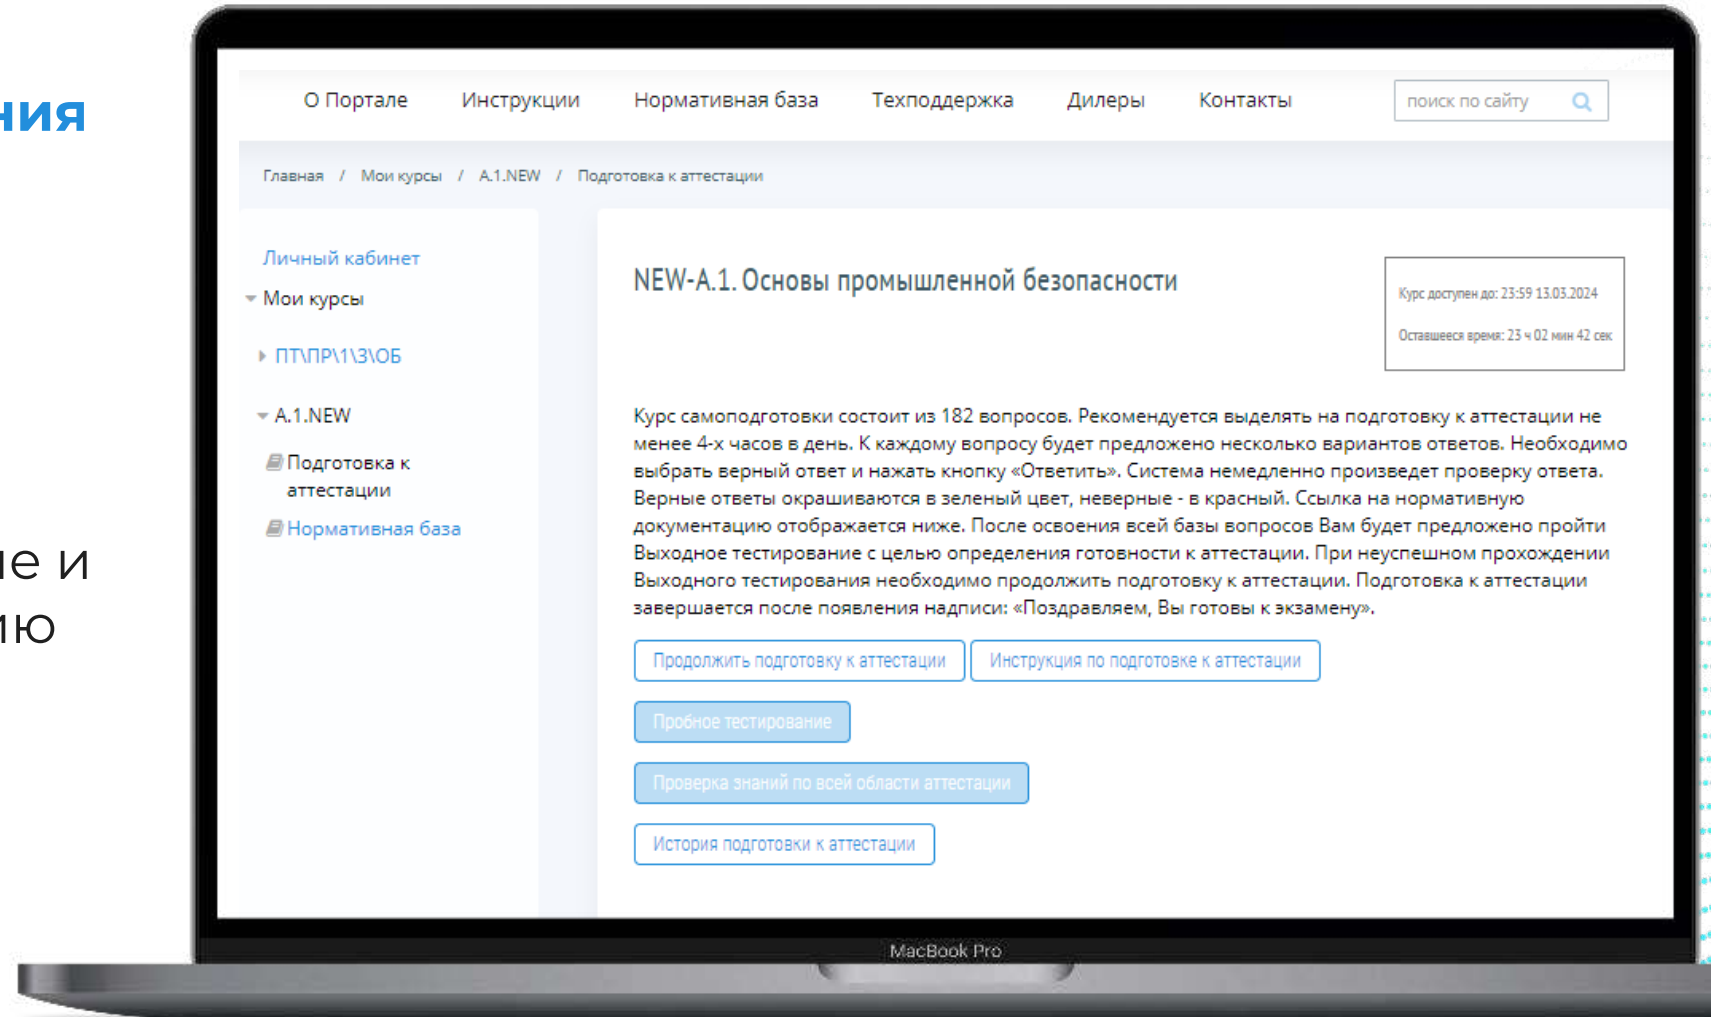 ния
ие и
ию
О Портале Инструкции Нормативная база Техподдержка Дилеры Контакты поиск по сайту
Главная / Мои курсы / A.1.NEW / Подготовка к аттестации
Личный кабинет
Мои курсы
ПТ\ПР\1\З\ОБ
A.1.NEW
Подготовка к
аттестации
Нормативная база
NEW-А.1. Основы промышленной безопасности
Курс доступен до: 23:59 13.03.2024
Оставшееся время: 23 ч 02 мин 42 сек
Курс самоподготовки состоит из 182 вопросов. Рекомендуется выделять на подготовку к аттестации не
менее 4-х часов в день. К каждому вопросу будет предложено несколько вариантов ответов. Необходимо
выбрать верный ответ и нажать кнопку «Ответить». Система немедленно произведет проверку ответа.
Верные ответы окрашиваются в зеленый цвет, неверные - в красный. Ссылка на нормативную
документацию отображается ниже. После освоения всей базы вопросов Вам будет предложено пройти
Выходное тестирование с целью определения готовности к аттестации. При неуспешном прохождении
Выходного тестирования необходимо продолжить подготовку к аттестации. Подготовка к аттестации
завершается после появления надписи: «Поздравляем, Вы готовы к экзамену».
Продолжить подготовку к аттестации Инструкция по подготовке к аттестации
Пробное тестирование
Проверка знаний по всей области аттестации
История подготовки к аттестации
MacBook Pro